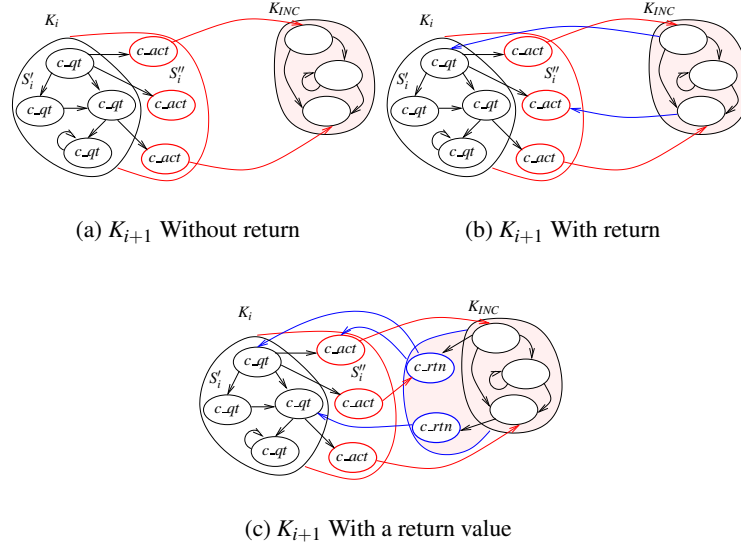 K_i
K_INC
c_act
S'_i
S''_i
c_qt
c_qt
c_qt
c_act
c_qt
c_act
K_i
K_INC
c_act
S'_i
S''_i
c_qt
c_qt
c_qt
c_act
c_qt
c_act
(a) K_{i+1} Without return
(b) K_{i+1} With return
K_i
K_INC
c_act
S'_i
c_qt
S''_i
c_rtn
c_qt
c_qt
c_act
c_rtn
c_qt
c_act
(c) K_{i+1} With a return value